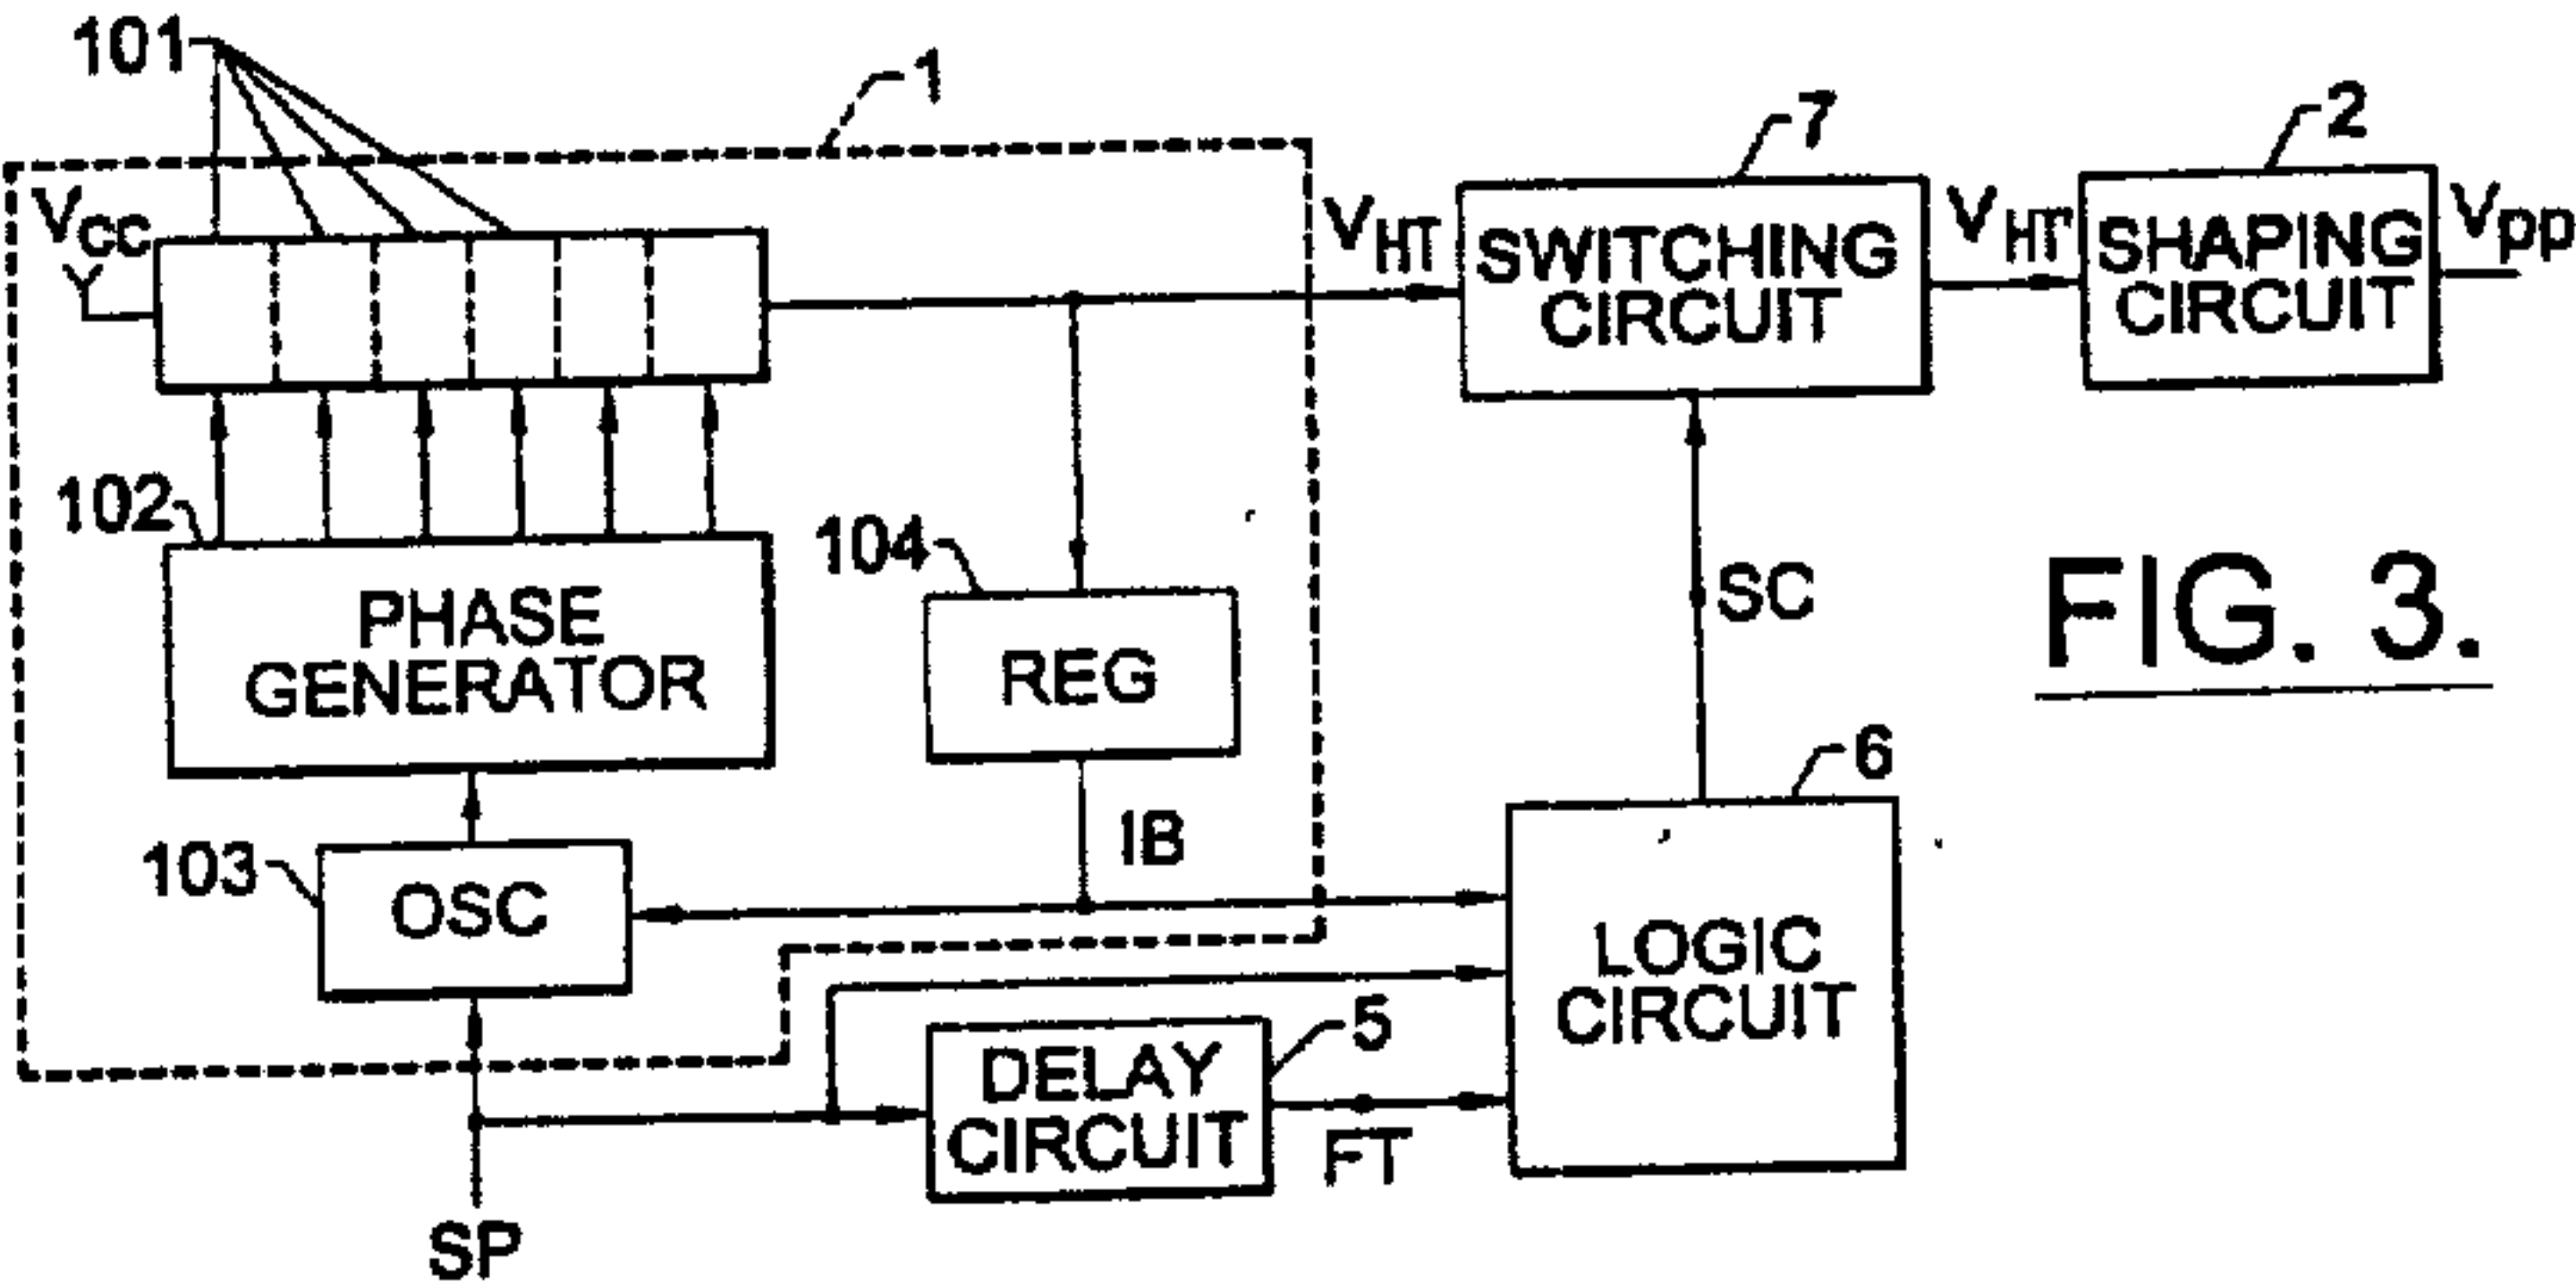 101
1
7
2
VCC
VHT
SWITCHING
CIRCUIT
VHT'
SHAPING
CIRCUIT
Vpp
102
PHASE
GENERATOR
104
REG
SC
FIG. 3.
103
OSC
IB
6
LOGIC
CIRCUIT
DELAY
CIRCUIT
5
FT
SP